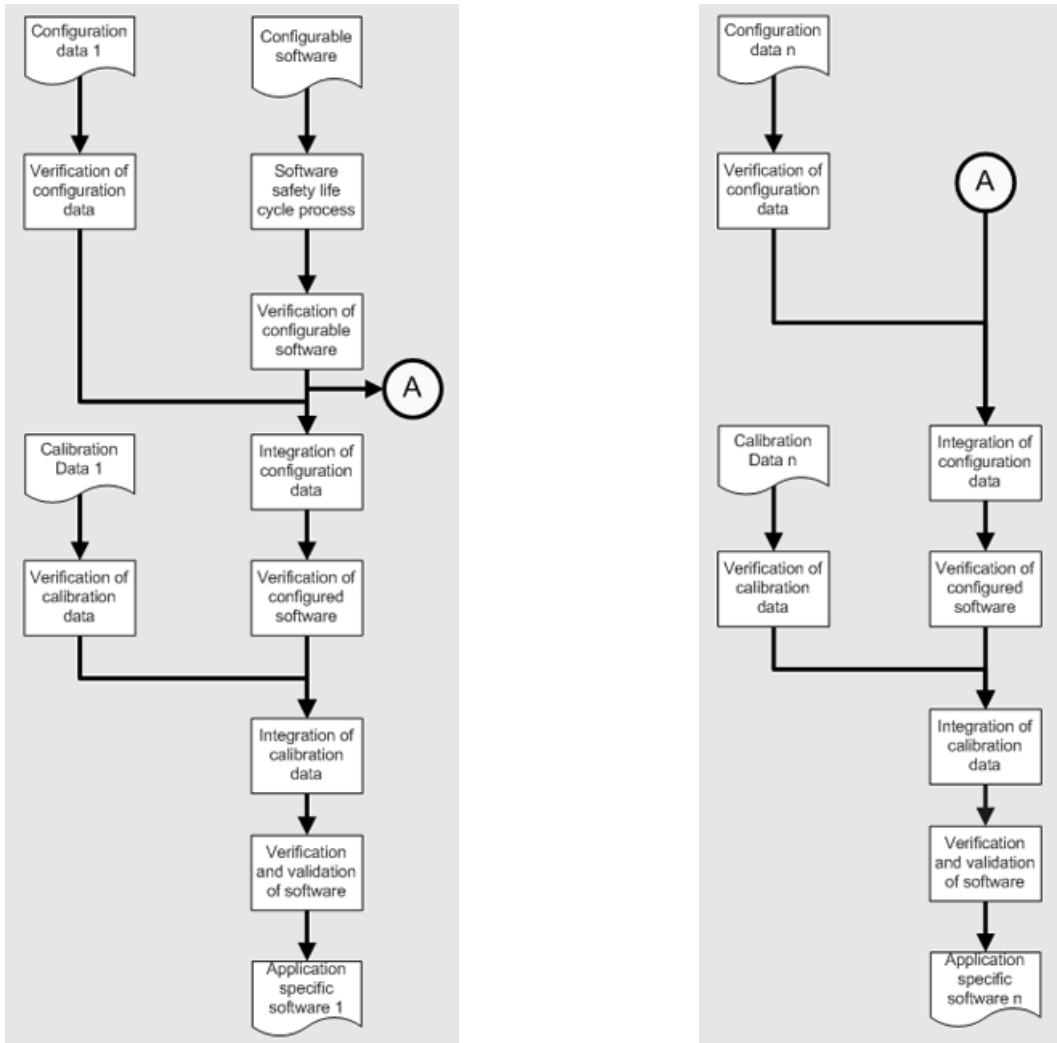 Configuration
data 1
Configurable
software
Verification of
configuration
data
Software
safety life
cycle process
Verification of
configurable
software
A
Calibration
Data 1
Integration of
configuration
data
Verification of
calibration
data
Verification of
configured
software
Integration of
calibration
data
Verification
and validation
of software
Application
specific
software 1
Configuration
data n
Verification of
configuration
data
A
Calibration
Data n
Integration of
configuration
data
Verification of
calibration
data
Verification of
configured
software
Integration of
calibration
data
Verification
and validation
of software
Application
specific
software n